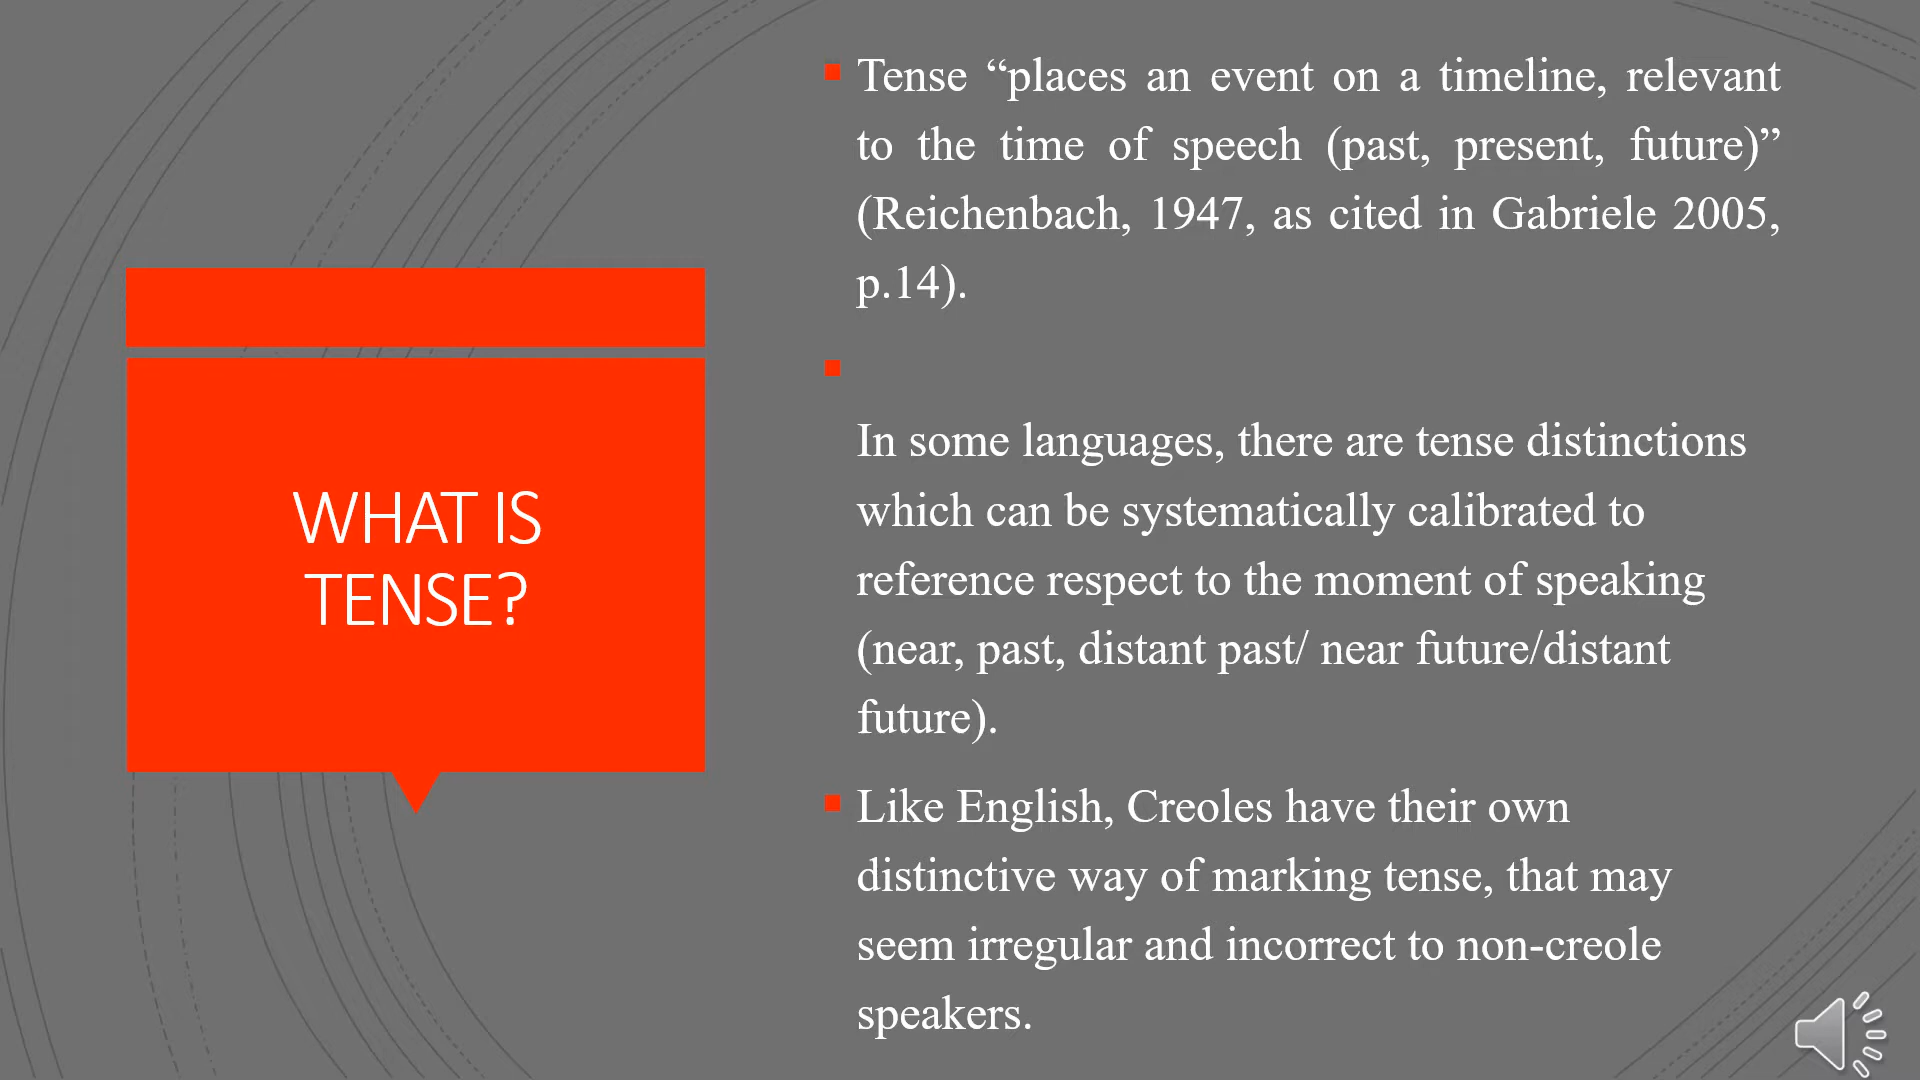 WHAT IS
TENSE?
Tense “places an event on a timeline, relevant
to the time of speech (past, present, future)”
(Reichenbach, 1947, as cited in Gabriele 2005,
p.14).
In some languages, there are tense distinctions
which can be systematically calibrated to
reference respect to the moment of speaking
(near, past, distant past/ near future/distant
future).
Like English, Creoles have their own
distinctive way of marking tense, that may
seem irregular and incorrect to non-creole
speakers.